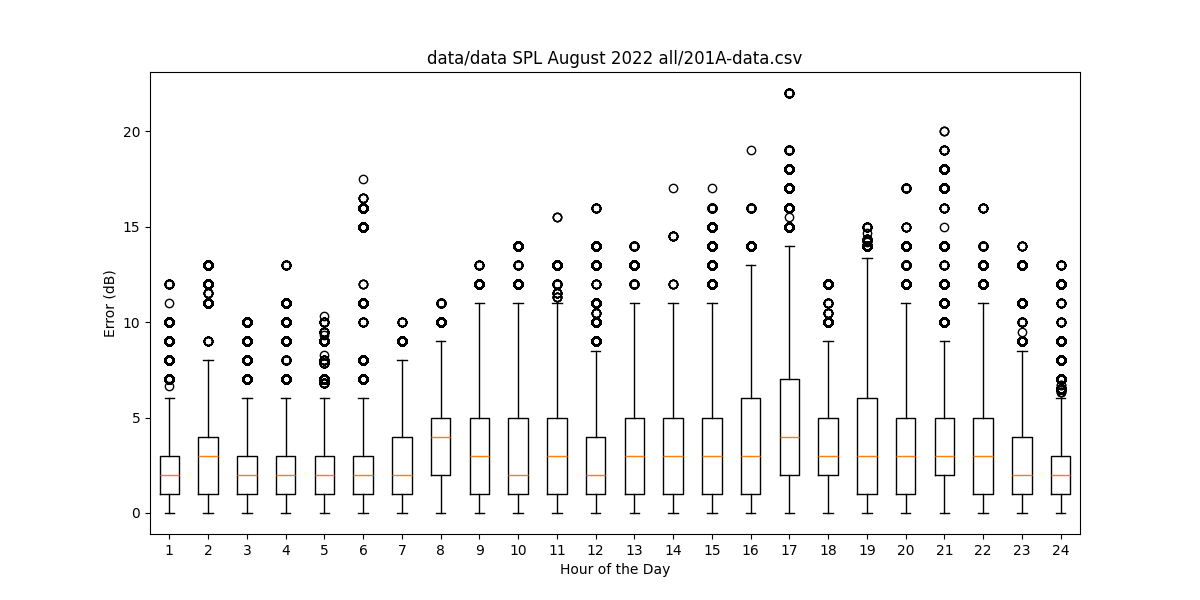 data/data SPL August 2022 all/201A-data.csv
20
15
10
5
0
Error (dB)
1 2 3 4 5 6 7 8 9 10 11 12 13 14 15 16 17 18 19 20 21 22 23 24
Hour of the Day